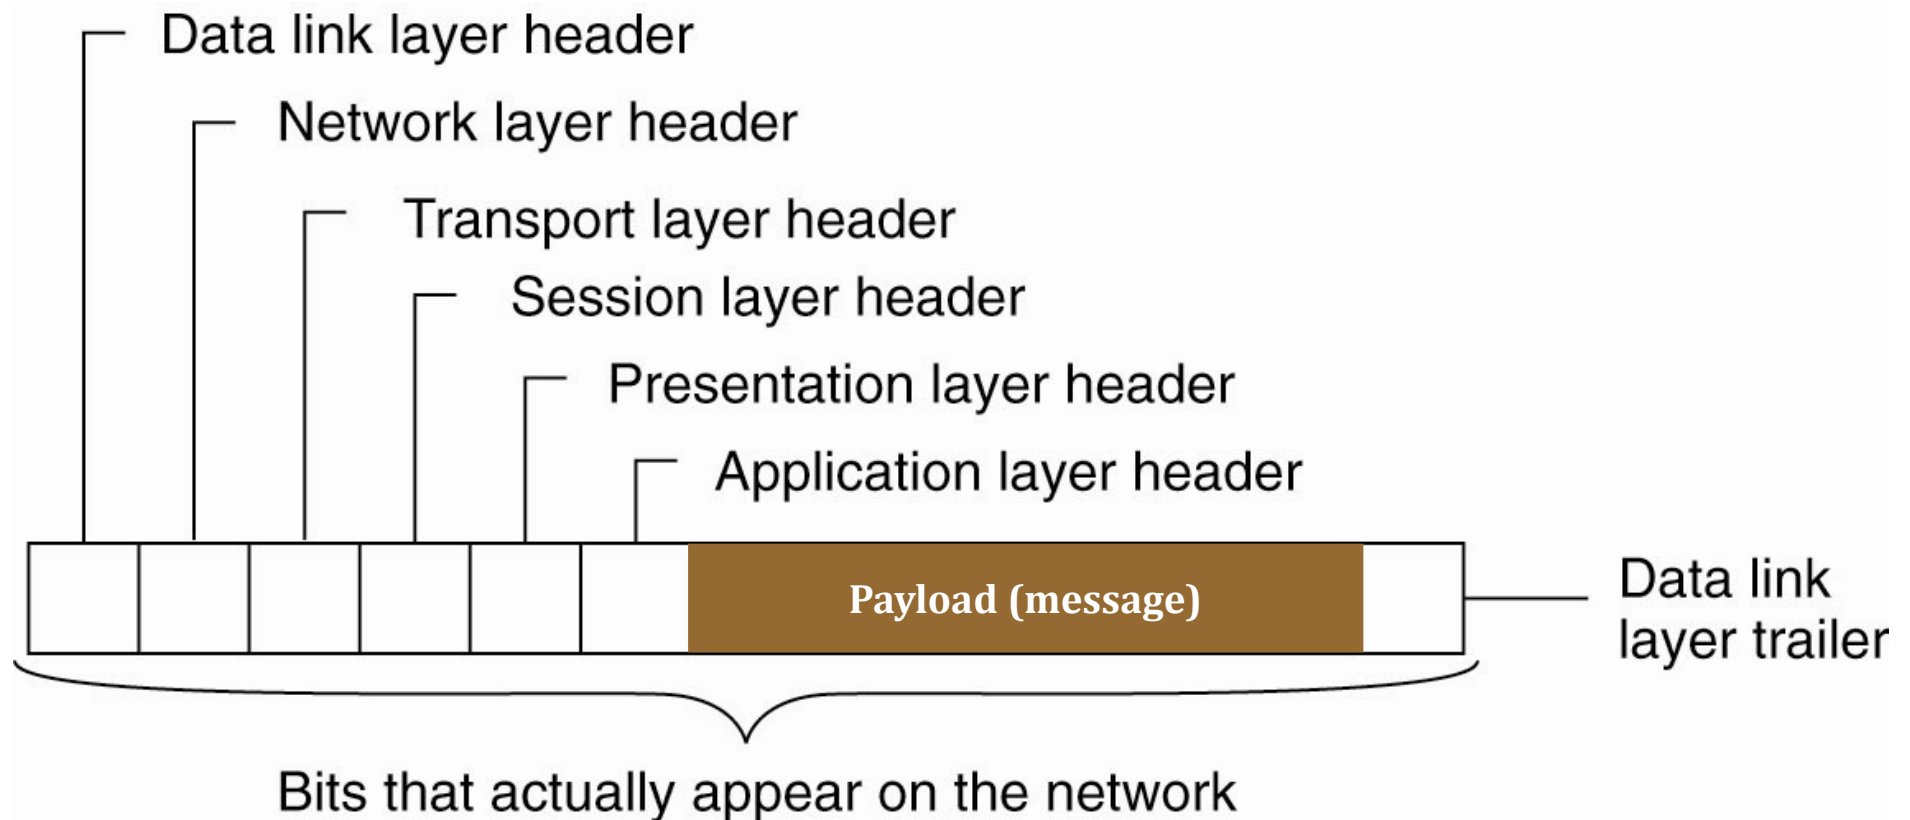 Data link layer header
Network layer header
Transport layer header
Session layer header
Presentation layer header
Application layer header
Payload (message)
Data link
layer trailer
Bits that actually appear on the network